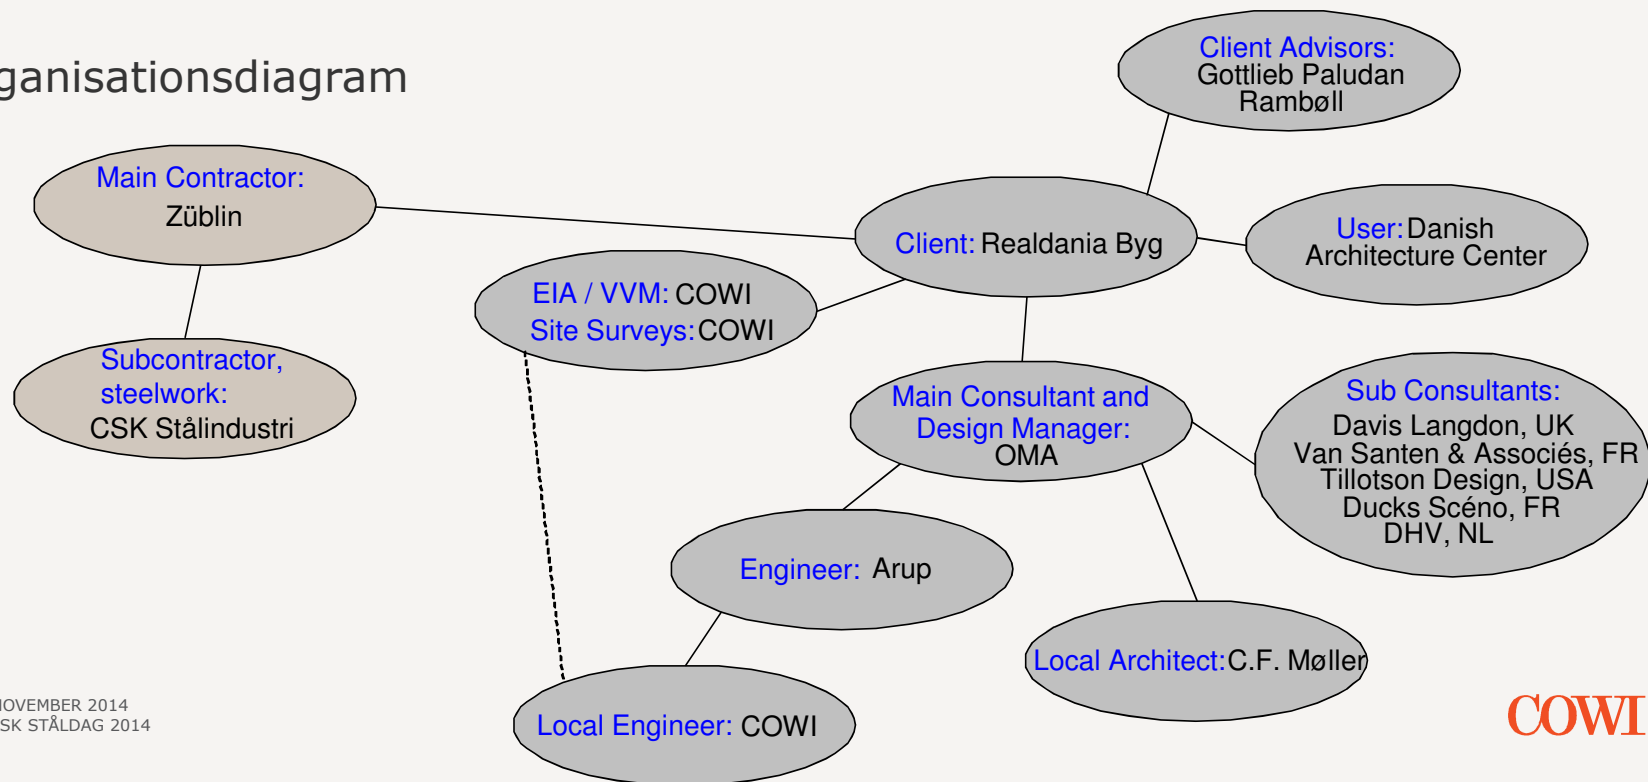 ganisationsdiagram
Client Advisors:
Gottlieb Paludan
Rambøll
Main Contractor:
Züblin
Client: Realdania Byg
User: Danish
Architecture Center
EIA / VVM: COWI
Site Surveys: COWI
Subcontractor,
steelwork:
CSK Stålindustri
Main Consultant and
Design Manager:
OMA
Sub Consultants:
Davis Langdon, UK
Van Santen & Associés, FR
Tillotson Design, USA
Ducks Scéno, FR
DHV, NL
Engineer: Arup
Local Architect: C.F. Møller
Local Engineer: COWI
NOVEMBER 2014
SK STÅLDAG 2014
COWI